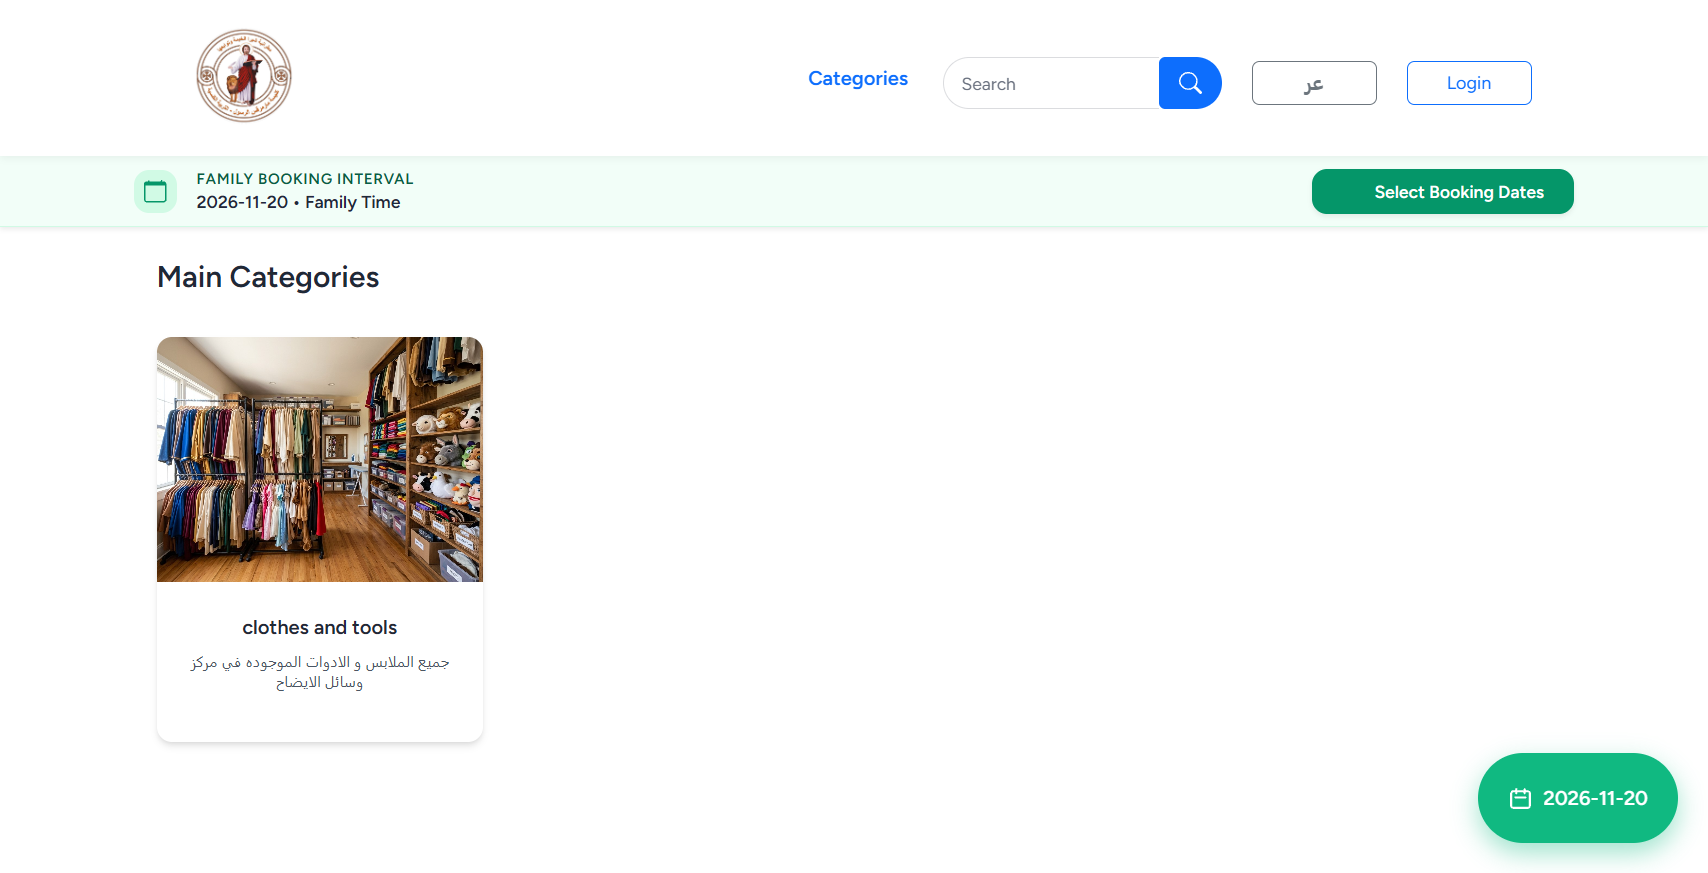 Categories
Search
عر
Login
FAMILY BOOKING INTERVAL
2026-11-20 • Family Time
Select Booking Dates
Main Categories
clothes and tools
جميع الملابس و الادوات الموجوده في مركز
وسائل الايضاح
2026-11-20